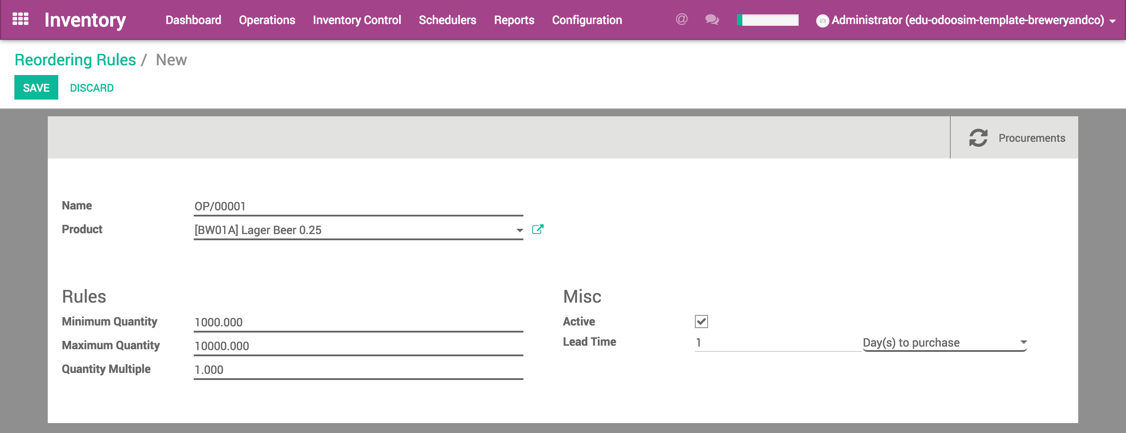 Inventory Dashboard Operations Inventory Control Schedulers Reports Configuration @ Administrator (edu-odoosim-template-breweryandco)
Reordering Rules / New
SAVE DISCARD
Procurements
Name OP/00001
Product [BW01A] Lager Beer 0.25
Rules Misc
Minimum Quantity 1000.000 Active
Maximum Quantity 10000.000 Lead Time 1 Day(s) to purchase
Quantity Multiple 1.000